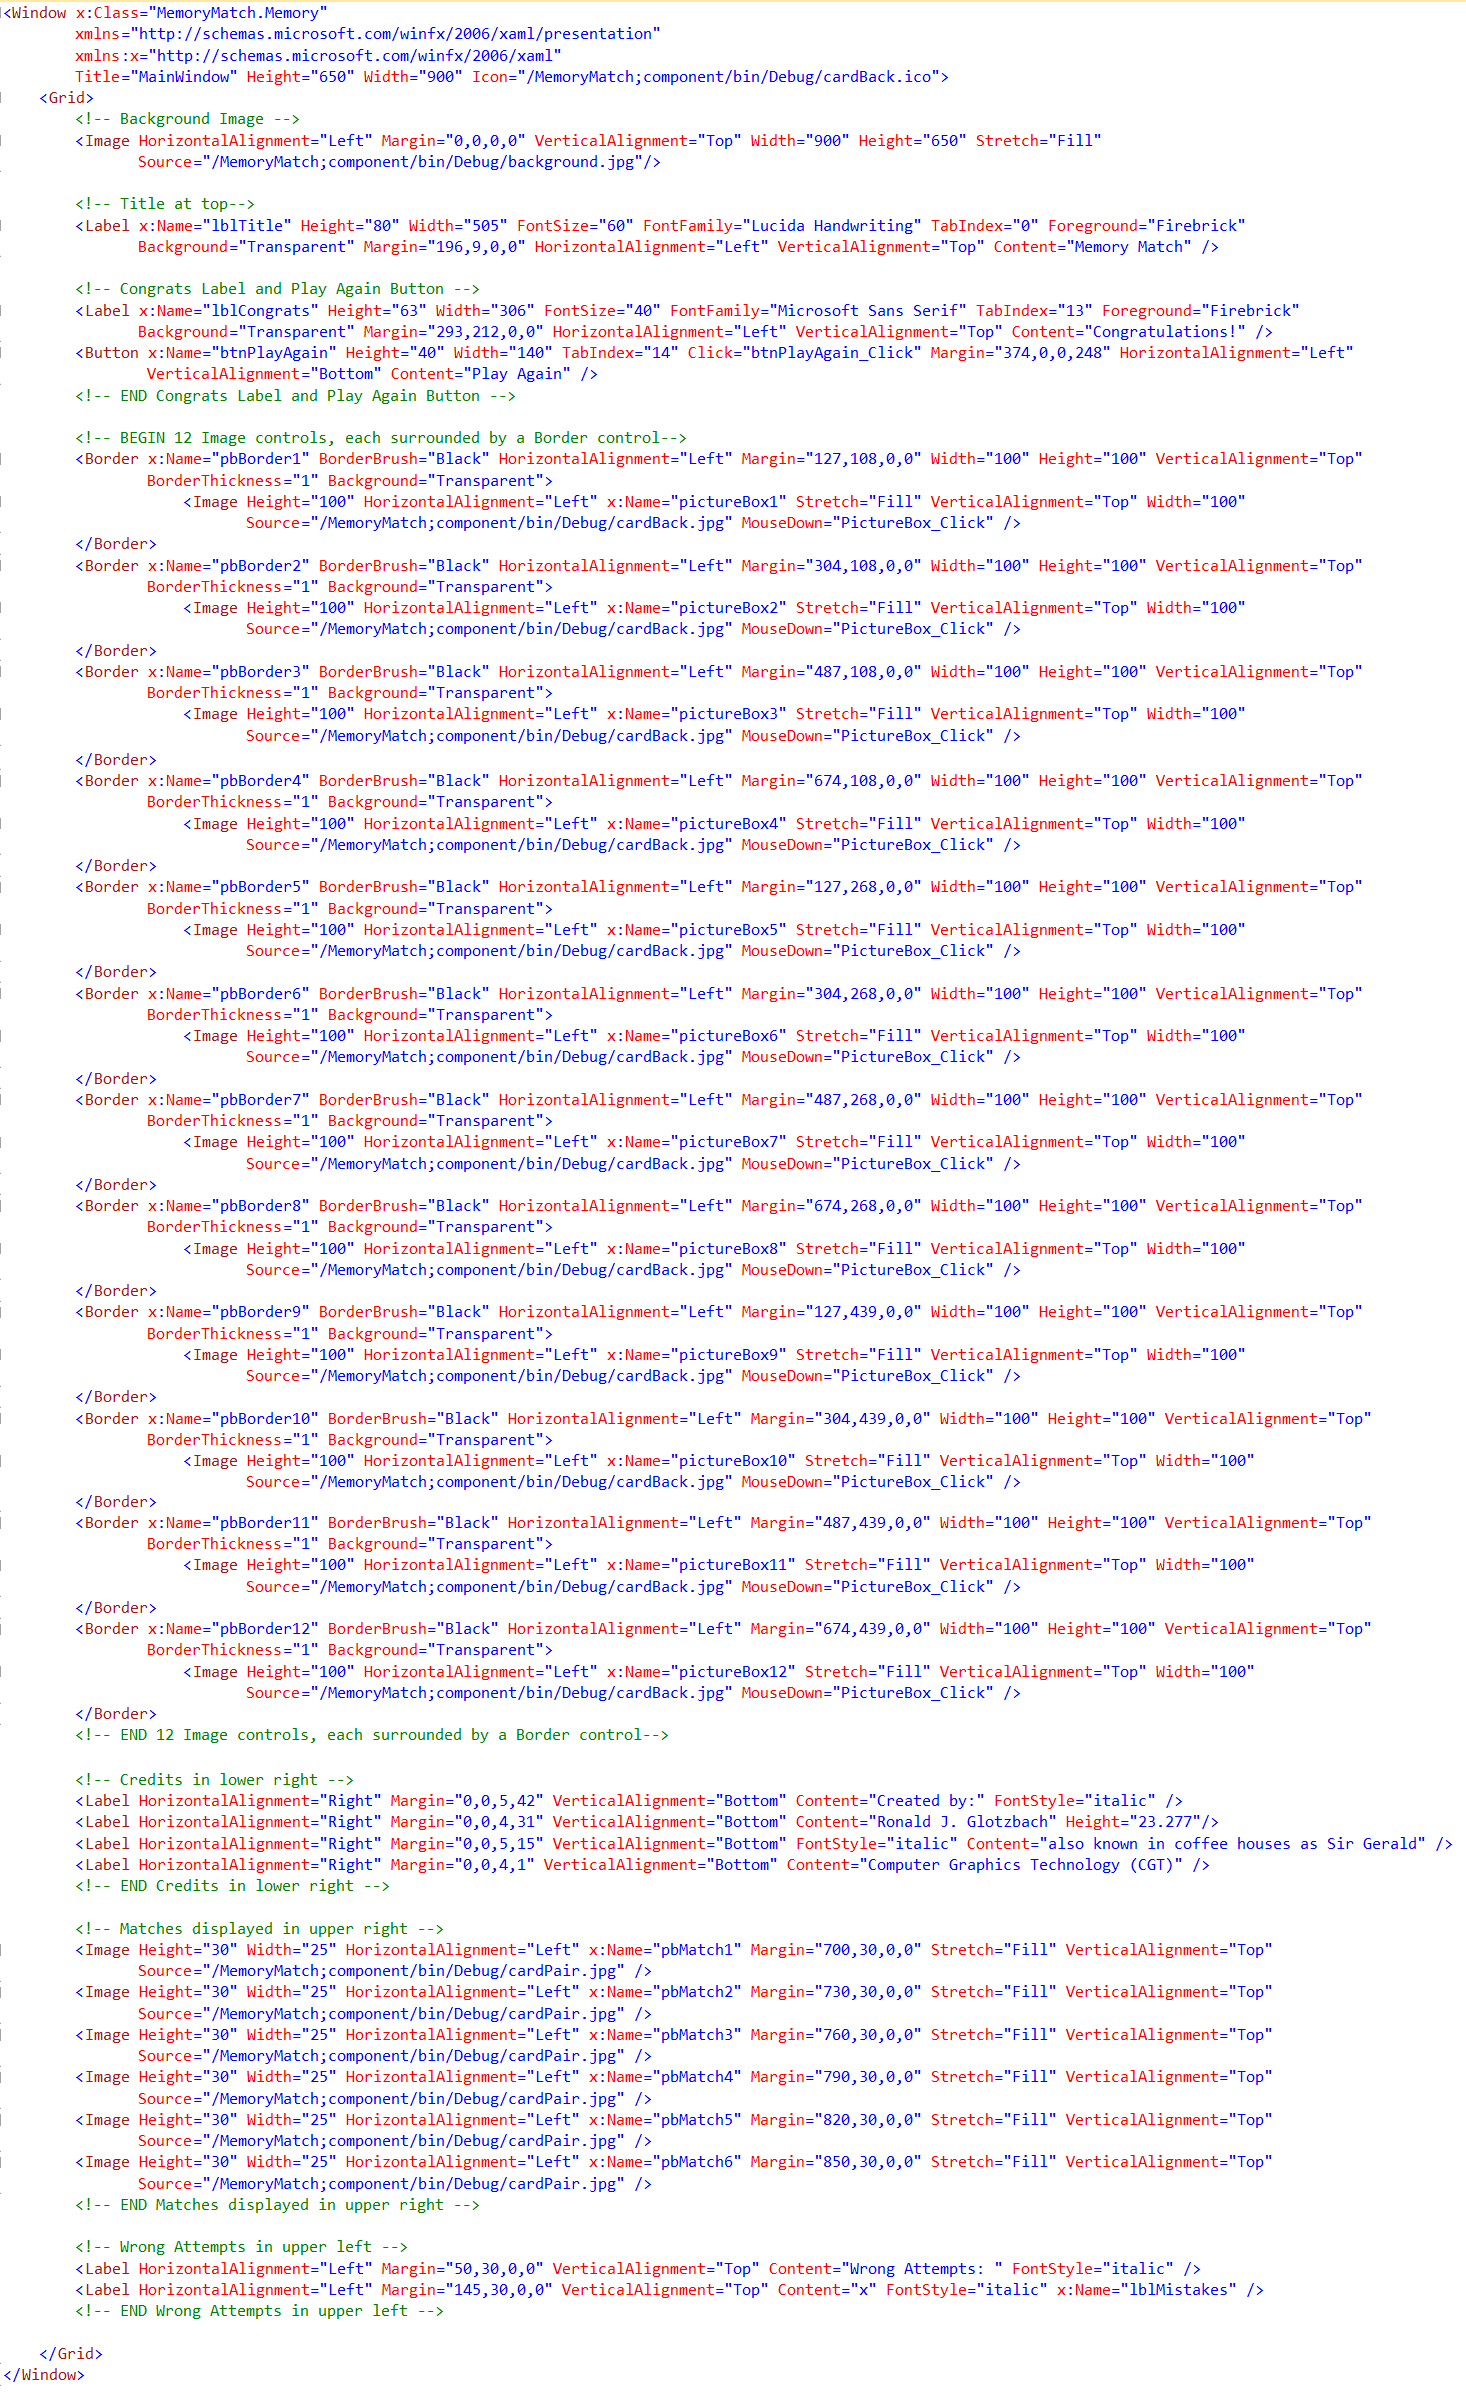 <Window x:Class="MemoryMatch.Memory"
        xmlns="http://schemas.microsoft.com/winfx/2006/xaml/presentation"
        xmlns:x="http://schemas.microsoft.com/winfx/2006/xaml"
        Title="MainWindow" Height="650" Width="900" Icon="/MemoryMatch;component/bin/Debug/cardBack.ico">
    <Grid>
        <!-- Background Image -->
        <Image HorizontalAlignment="Left" Margin="0,0,0,0" VerticalAlignment="Top" Width="900" Height="650" Stretch="Fill"
               Source="/MemoryMatch;component/bin/Debug/background.jpg"/>

        <!-- Title at top-->
        <Label x:Name="lblTitle" Height="80" Width="505" FontSize="60" FontFamily="Lucida Handwriting" TabIndex="0" Foreground="Firebrick"
               Background="Transparent" Margin="196,9,0,0" HorizontalAlignment="Left" VerticalAlignment="Top" Content="Memory Match" />

        <!-- Congrats Label and Play Again Button -->
        <Label x:Name="lblCongrats" Height="63" Width="306" FontSize="40" FontFamily="Microsoft Sans Serif" TabIndex="13" Foreground="Firebrick"
               Background="Transparent" Margin="293,212,0,0" HorizontalAlignment="Left" VerticalAlignment="Top" Content="Congratulations!" />
        <Button x:Name="btnPlayAgain" Height="40" Width="140" TabIndex="14" Click="btnPlayAgain_Click" Margin="374,0,0,248" HorizontalAlignment="Left"
                VerticalAlignment="Bottom" Content="Play Again" />
        <!-- END Congrats Label and Play Again Button -->

        <!-- BEGIN 12 Image controls, each surrounded by a Border control-->
        <Border x:Name="pbBorder1" BorderBrush="Black" HorizontalAlignment="Left" Margin="127,108,0,0" Width="100" Height="100" VerticalAlignment="Top"
                BorderThickness="1" Background="Transparent">
                    <Image Height="100" HorizontalAlignment="Left" x:Name="pictureBox1" Stretch="Fill" VerticalAlignment="Top" Width="100"
                           Source="/MemoryMatch;component/bin/Debug/cardBack.jpg" MouseDown="PictureBox_Click" />
        </Border>
        <Border x:Name="pbBorder2" BorderBrush="Black" HorizontalAlignment="Left" Margin="304,108,0,0" Width="100" Height="100" VerticalAlignment="Top"
                BorderThickness="1" Background="Transparent">
                    <Image Height="100" HorizontalAlignment="Left" x:Name="pictureBox2" Stretch="Fill" VerticalAlignment="Top" Width="100"
                           Source="/MemoryMatch;component/bin/Debug/cardBack.jpg" MouseDown="PictureBox_Click" />
        </Border>
        <Border x:Name="pbBorder3" BorderBrush="Black" HorizontalAlignment="Left" Margin="487,108,0,0" Width="100" Height="100" VerticalAlignment="Top"
                BorderThickness="1" Background="Transparent">
                    <Image Height="100" HorizontalAlignment="Left" x:Name="pictureBox3" Stretch="Fill" VerticalAlignment="Top" Width="100"
                           Source="/MemoryMatch;component/bin/Debug/cardBack.jpg" MouseDown="PictureBox_Click" />
        </Border>
        <Border x:Name="pbBorder4" BorderBrush="Black" HorizontalAlignment="Left" Margin="674,108,0,0" Width="100" Height="100" VerticalAlignment="Top"
                BorderThickness="1" Background="Transparent">
                    <Image Height="100" HorizontalAlignment="Left" x:Name="pictureBox4" Stretch="Fill" VerticalAlignment="Top" Width="100"
                           Source="/MemoryMatch;component/bin/Debug/cardBack.jpg" MouseDown="PictureBox_Click" />
        </Border>
        <Border x:Name="pbBorder5" BorderBrush="Black" HorizontalAlignment="Left" Margin="127,268,0,0" Width="100" Height="100" VerticalAlignment="Top"
                BorderThickness="1" Background="Transparent">
                    <Image Height="100" HorizontalAlignment="Left" x:Name="pictureBox5" Stretch="Fill" VerticalAlignment="Top" Width="100"
                           Source="/MemoryMatch;component/bin/Debug/cardBack.jpg" MouseDown="PictureBox_Click" />
        </Border>
        <Border x:Name="pbBorder6" BorderBrush="Black" HorizontalAlignment="Left" Margin="304,268,0,0" Width="100" Height="100" VerticalAlignment="Top"
                BorderThickness="1" Background="Transparent">
                    <Image Height="100" HorizontalAlignment="Left" x:Name="pictureBox6" Stretch="Fill" VerticalAlignment="Top" Width="100"
                           Source="/MemoryMatch;component/bin/Debug/cardBack.jpg" MouseDown="PictureBox_Click" />
        </Border>
        <Border x:Name="pbBorder7" BorderBrush="Black" HorizontalAlignment="Left" Margin="487,268,0,0" Width="100" Height="100" VerticalAlignment="Top"
                BorderThickness="1" Background="Transparent">
                    <Image Height="100" HorizontalAlignment="Left" x:Name="pictureBox7" Stretch="Fill" VerticalAlignment="Top" Width="100"
                           Source="/MemoryMatch;component/bin/Debug/cardBack.jpg" MouseDown="PictureBox_Click" />
        </Border>
        <Border x:Name="pbBorder8" BorderBrush="Black" HorizontalAlignment="Left" Margin="674,268,0,0" Width="100" Height="100" VerticalAlignment="Top"
                BorderThickness="1" Background="Transparent">
                    <Image Height="100" HorizontalAlignment="Left" x:Name="pictureBox8" Stretch="Fill" VerticalAlignment="Top" Width="100"
                           Source="/MemoryMatch;component/bin/Debug/cardBack.jpg" MouseDown="PictureBox_Click" />
        </Border>
        <Border x:Name="pbBorder9" BorderBrush="Black" HorizontalAlignment="Left" Margin="127,439,0,0" Width="100" Height="100" VerticalAlignment="Top"
                BorderThickness="1" Background="Transparent">
                    <Image Height="100" HorizontalAlignment="Left" x:Name="pictureBox9" Stretch="Fill" VerticalAlignment="Top" Width="100"
                           Source="/MemoryMatch;component/bin/Debug/cardBack.jpg" MouseDown="PictureBox_Click" />
        </Border>
        <Border x:Name="pbBorder10" BorderBrush="Black" HorizontalAlignment="Left" Margin="304,439,0,0" Width="100" Height="100" VerticalAlignment="Top"
                BorderThickness="1" Background="Transparent">
                    <Image Height="100" HorizontalAlignment="Left" x:Name="pictureBox10" Stretch="Fill" VerticalAlignment="Top" Width="100"
                           Source="/MemoryMatch;component/bin/Debug/cardBack.jpg" MouseDown="PictureBox_Click" />
        </Border>
        <Border x:Name="pbBorder11" BorderBrush="Black" HorizontalAlignment="Left" Margin="487,439,0,0" Width="100" Height="100" VerticalAlignment="Top"
                BorderThickness="1" Background="Transparent">
                    <Image Height="100" HorizontalAlignment="Left" x:Name="pictureBox11" Stretch="Fill" VerticalAlignment="Top" Width="100"
                           Source="/MemoryMatch;component/bin/Debug/cardBack.jpg" MouseDown="PictureBox_Click" />
        </Border>
        <Border x:Name="pbBorder12" BorderBrush="Black" HorizontalAlignment="Left" Margin="674,439,0,0" Width="100" Height="100" VerticalAlignment="Top"
                BorderThickness="1" Background="Transparent">
                    <Image Height="100" HorizontalAlignment="Left" x:Name="pictureBox12" Stretch="Fill" VerticalAlignment="Top" Width="100"
                           Source="/MemoryMatch;component/bin/Debug/cardBack.jpg" MouseDown="PictureBox_Click" />
        </Border>
        <!-- END 12 Image controls, each surrounded by a Border control-->

        <!-- Credits in lower right -->
        <Label HorizontalAlignment="Right" Margin="0,0,5,42" VerticalAlignment="Bottom" Content="Created by:" FontStyle="italic" />
        <Label HorizontalAlignment="Right" Margin="0,0,4,31" VerticalAlignment="Bottom" Content="Ronald J. Glotzbach" Height="23.277"/>
        <Label HorizontalAlignment="Right" Margin="0,0,5,15" VerticalAlignment="Bottom" FontStyle="italic" Content="also known in coffee houses as Sir Gerald" />
        <Label HorizontalAlignment="Right" Margin="0,0,4,1" VerticalAlignment="Bottom" Content="Computer Graphics Technology (CGT)" />
        <!-- END Credits in lower right -->

        <!-- Matches displayed in upper right -->
        <Image Height="30" Width="25" HorizontalAlignment="Left" x:Name="pbMatch1" Margin="700,30,0,0" Stretch="Fill" VerticalAlignment="Top"
               Source="/MemoryMatch;component/bin/Debug/cardPair.jpg" />
        <Image Height="30" Width="25" HorizontalAlignment="Left" x:Name="pbMatch2" Margin="730,30,0,0" Stretch="Fill" VerticalAlignment="Top"
               Source="/MemoryMatch;component/bin/Debug/cardPair.jpg" />
        <Image Height="30" Width="25" HorizontalAlignment="Left" x:Name="pbMatch3" Margin="760,30,0,0" Stretch="Fill" VerticalAlignment="Top"
               Source="/MemoryMatch;component/bin/Debug/cardPair.jpg" />
        <Image Height="30" Width="25" HorizontalAlignment="Left" x:Name="pbMatch4" Margin="790,30,0,0" Stretch="Fill" VerticalAlignment="Top"
               Source="/MemoryMatch;component/bin/Debug/cardPair.jpg" />
        <Image Height="30" Width="25" HorizontalAlignment="Left" x:Name="pbMatch5" Margin="820,30,0,0" Stretch="Fill" VerticalAlignment="Top"
               Source="/MemoryMatch;component/bin/Debug/cardPair.jpg" />
        <Image Height="30" Width="25" HorizontalAlignment="Left" x:Name="pbMatch6" Margin="850,30,0,0" Stretch="Fill" VerticalAlignment="Top"
               Source="/MemoryMatch;component/bin/Debug/cardPair.jpg" />
        <!-- END Matches displayed in upper right -->

        <!-- Wrong Attempts in upper left -->
        <Label HorizontalAlignment="Left" Margin="50,30,0,0" VerticalAlignment="Top" Content="Wrong Attempts: " FontStyle="italic" />
        <Label HorizontalAlignment="Left" Margin="145,30,0,0" VerticalAlignment="Top" Content="x" FontStyle="italic" x:Name="lblMistakes" />
        <!-- END Wrong Attempts in upper left -->

    </Grid>
</Window>